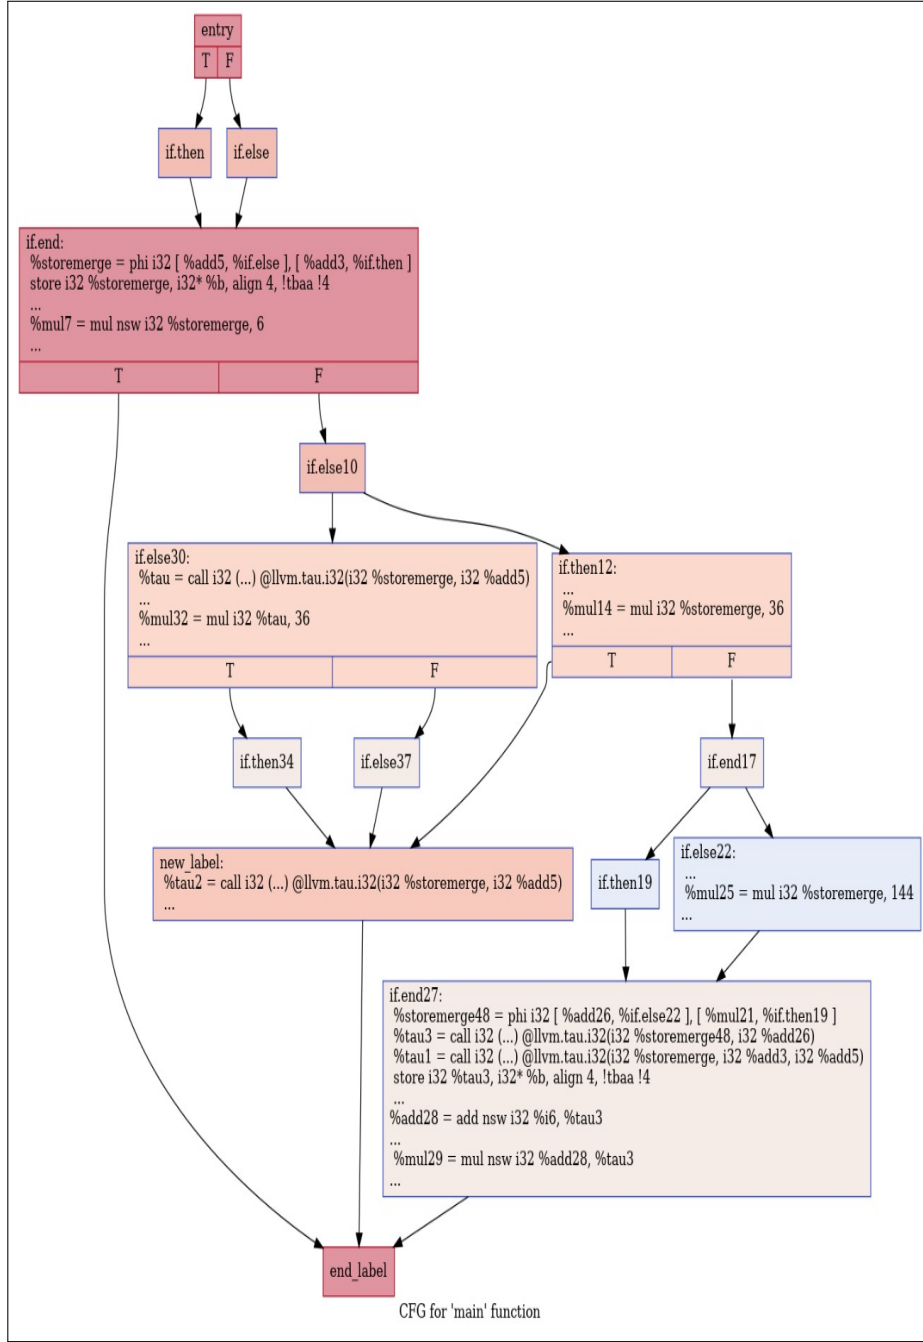 entry
T F
if.then
if.else
if.end:
%storemerge = phi i32 [ %add5, %if.else ], [ %add3, %if.then ]
store i32 %storemerge, i32* %b, align 4, !tbaa !4
...
%mul7 = mul nsw i32 %storemerge, 6
...
T F
if.else10
if.else30:
%tau = call i32 (...) @llvm.tau.i32(i32 %storemerge, i32 %add5)
...
%mul32 = mul i32 %tau, 36
...
T F
if.then12:
...
%mul14 = mul i32 %storemerge, 36
...
T F
if.then34
if.else37
if.end17
new_label:
%tau2 = call i32 (...) @llvm.tau.i32(i32 %storemerge, i32 %add5)
...
if.then19
if.else22:
...
%mul25 = mul i32 %storemerge, 144
...
if.end27:
%storemerge48 = phi i32 [ %add26, %if.else22 ], [ %mul21, %if.then19 ]
%tau3 = call i32 (...) @llvm.tau.i32(i32 %storemerge48, i32 %add26)
%tau1 = call i32 (...) @llvm.tau.i32(i32 %storemerge, i32 %add3, i32 %add5)
store i32 %tau3, i32* %b, align 4, !tbaa !4
...
%add28 = add nsw i32 %i6, %tau3
...
%mul29 = mul nsw i32 %add28, %tau3
...
end_label
CFG for 'main' function